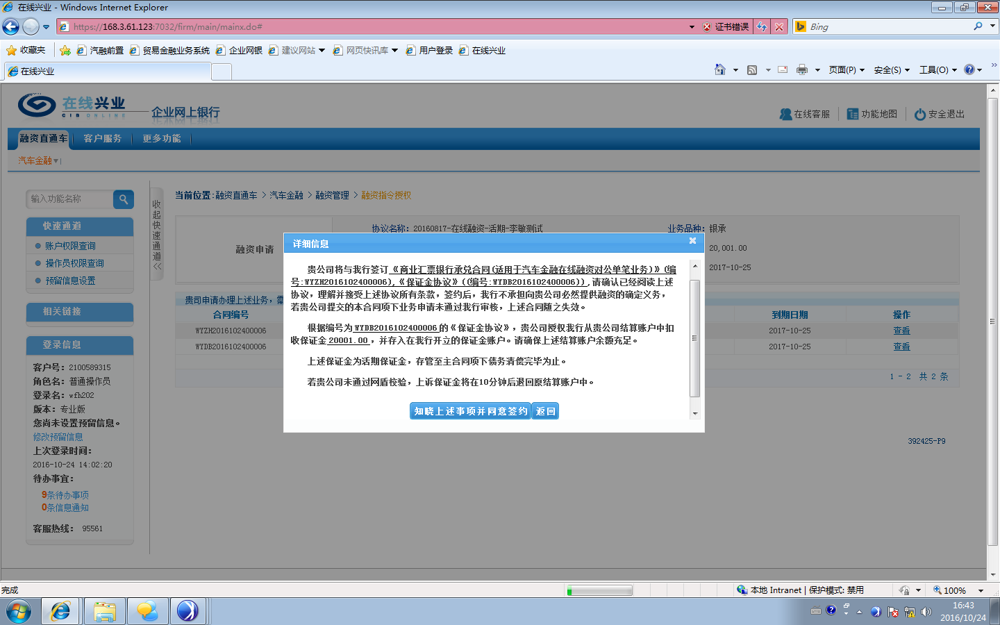 在线兴业 - Windows Internet Explorer
https://168.3.61.123:7032/firm/main/mainx.do#
证书错误
Bing
收藏夹
汽融前置
贸易金融业务系统
企业网银
建议网站
网页快讯库
用户登录
在线兴业
在线兴业
页面(P)
安全(S)
工具(O)
在线兴业
CIB ONLINE
企业网上银行
在线客服
功能地图
安全退出
融资直通车
客户服务
更多功能
汽车金融
输入功能名称
快速通道
账户权限查询
操作员权限查询
预留信息设置
相关链接
登录信息
客户号: 2100589315
角色名: 普通操作员
登录名: wfh202
版本: 专业版
您尚未设置预留信息。
修改预留信息
上次登录时间:
2016-10-24 14:02:20
待办事宜:
9条待办事项
0条信息通知
客服热线: 95561
收起快速通道
当前位置:融资直通车 > 汽车金融 > 融资管理 > 融资指令授权
融资申请
协议名称: 20160817-在线融资-活期-李敏测试
业务品种: 银承
20,001.00
2017-10-25
贵司申请办理上述业务，需
合同编号
到期日期
操作
WYZH2016102400006
2017-10-25
查看
WYDB2016102400006
2017-10-25
查看
1 - 2 共 2 条
392425-P9
详细信息
贵公司将与我行签订《商业汇票银行承兑合同(适用于汽车金融在线融资对公单笔业务)》(编
号:WYZH2016102400006),《保证金协议》((编号:WYDB2016102400006)),请确认已经阅读上述
协议，理解并接受上述协议所有条款，签约后，我行不承担向贵公司必然提供融资的确定义务，
若贵公司提交的本合同项下业务申请未通过我行审核，上述合同随之失效。
根据编号为WYDB2016102400006的《保证金协议》，贵公司授权我行从贵公司结算账户中扣
收保证金20001.00，并存入在我行开立的保证金账户。请确保上述结算账户余额充足。
上述保证金为活期保证金，存管至主合同项下债务清偿完毕为止。
若贵公司未通过网盾校验，上诉保证金将在10分钟后退回原结算账户中。
知晓上述事项并同意签约
返回
完成
本地 Intranet | 保护模式: 禁用
100%
16:43
2016/10/24